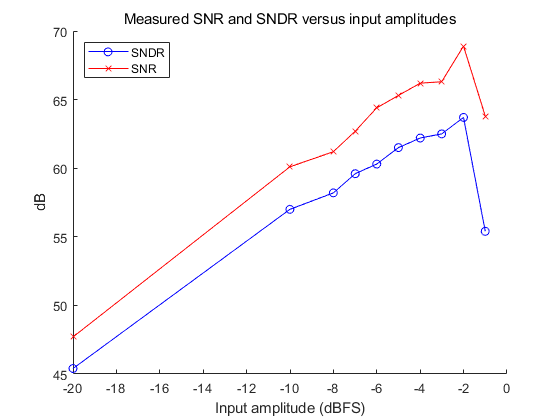 Measured SNR and SNDR versus input amplitudes
SNDR
SNR
dB
70
65
60
55
50
45
-20 -18 -16 -14 -12 -10 -8 -6 -4 -2 0
Input amplitude (dBFS)